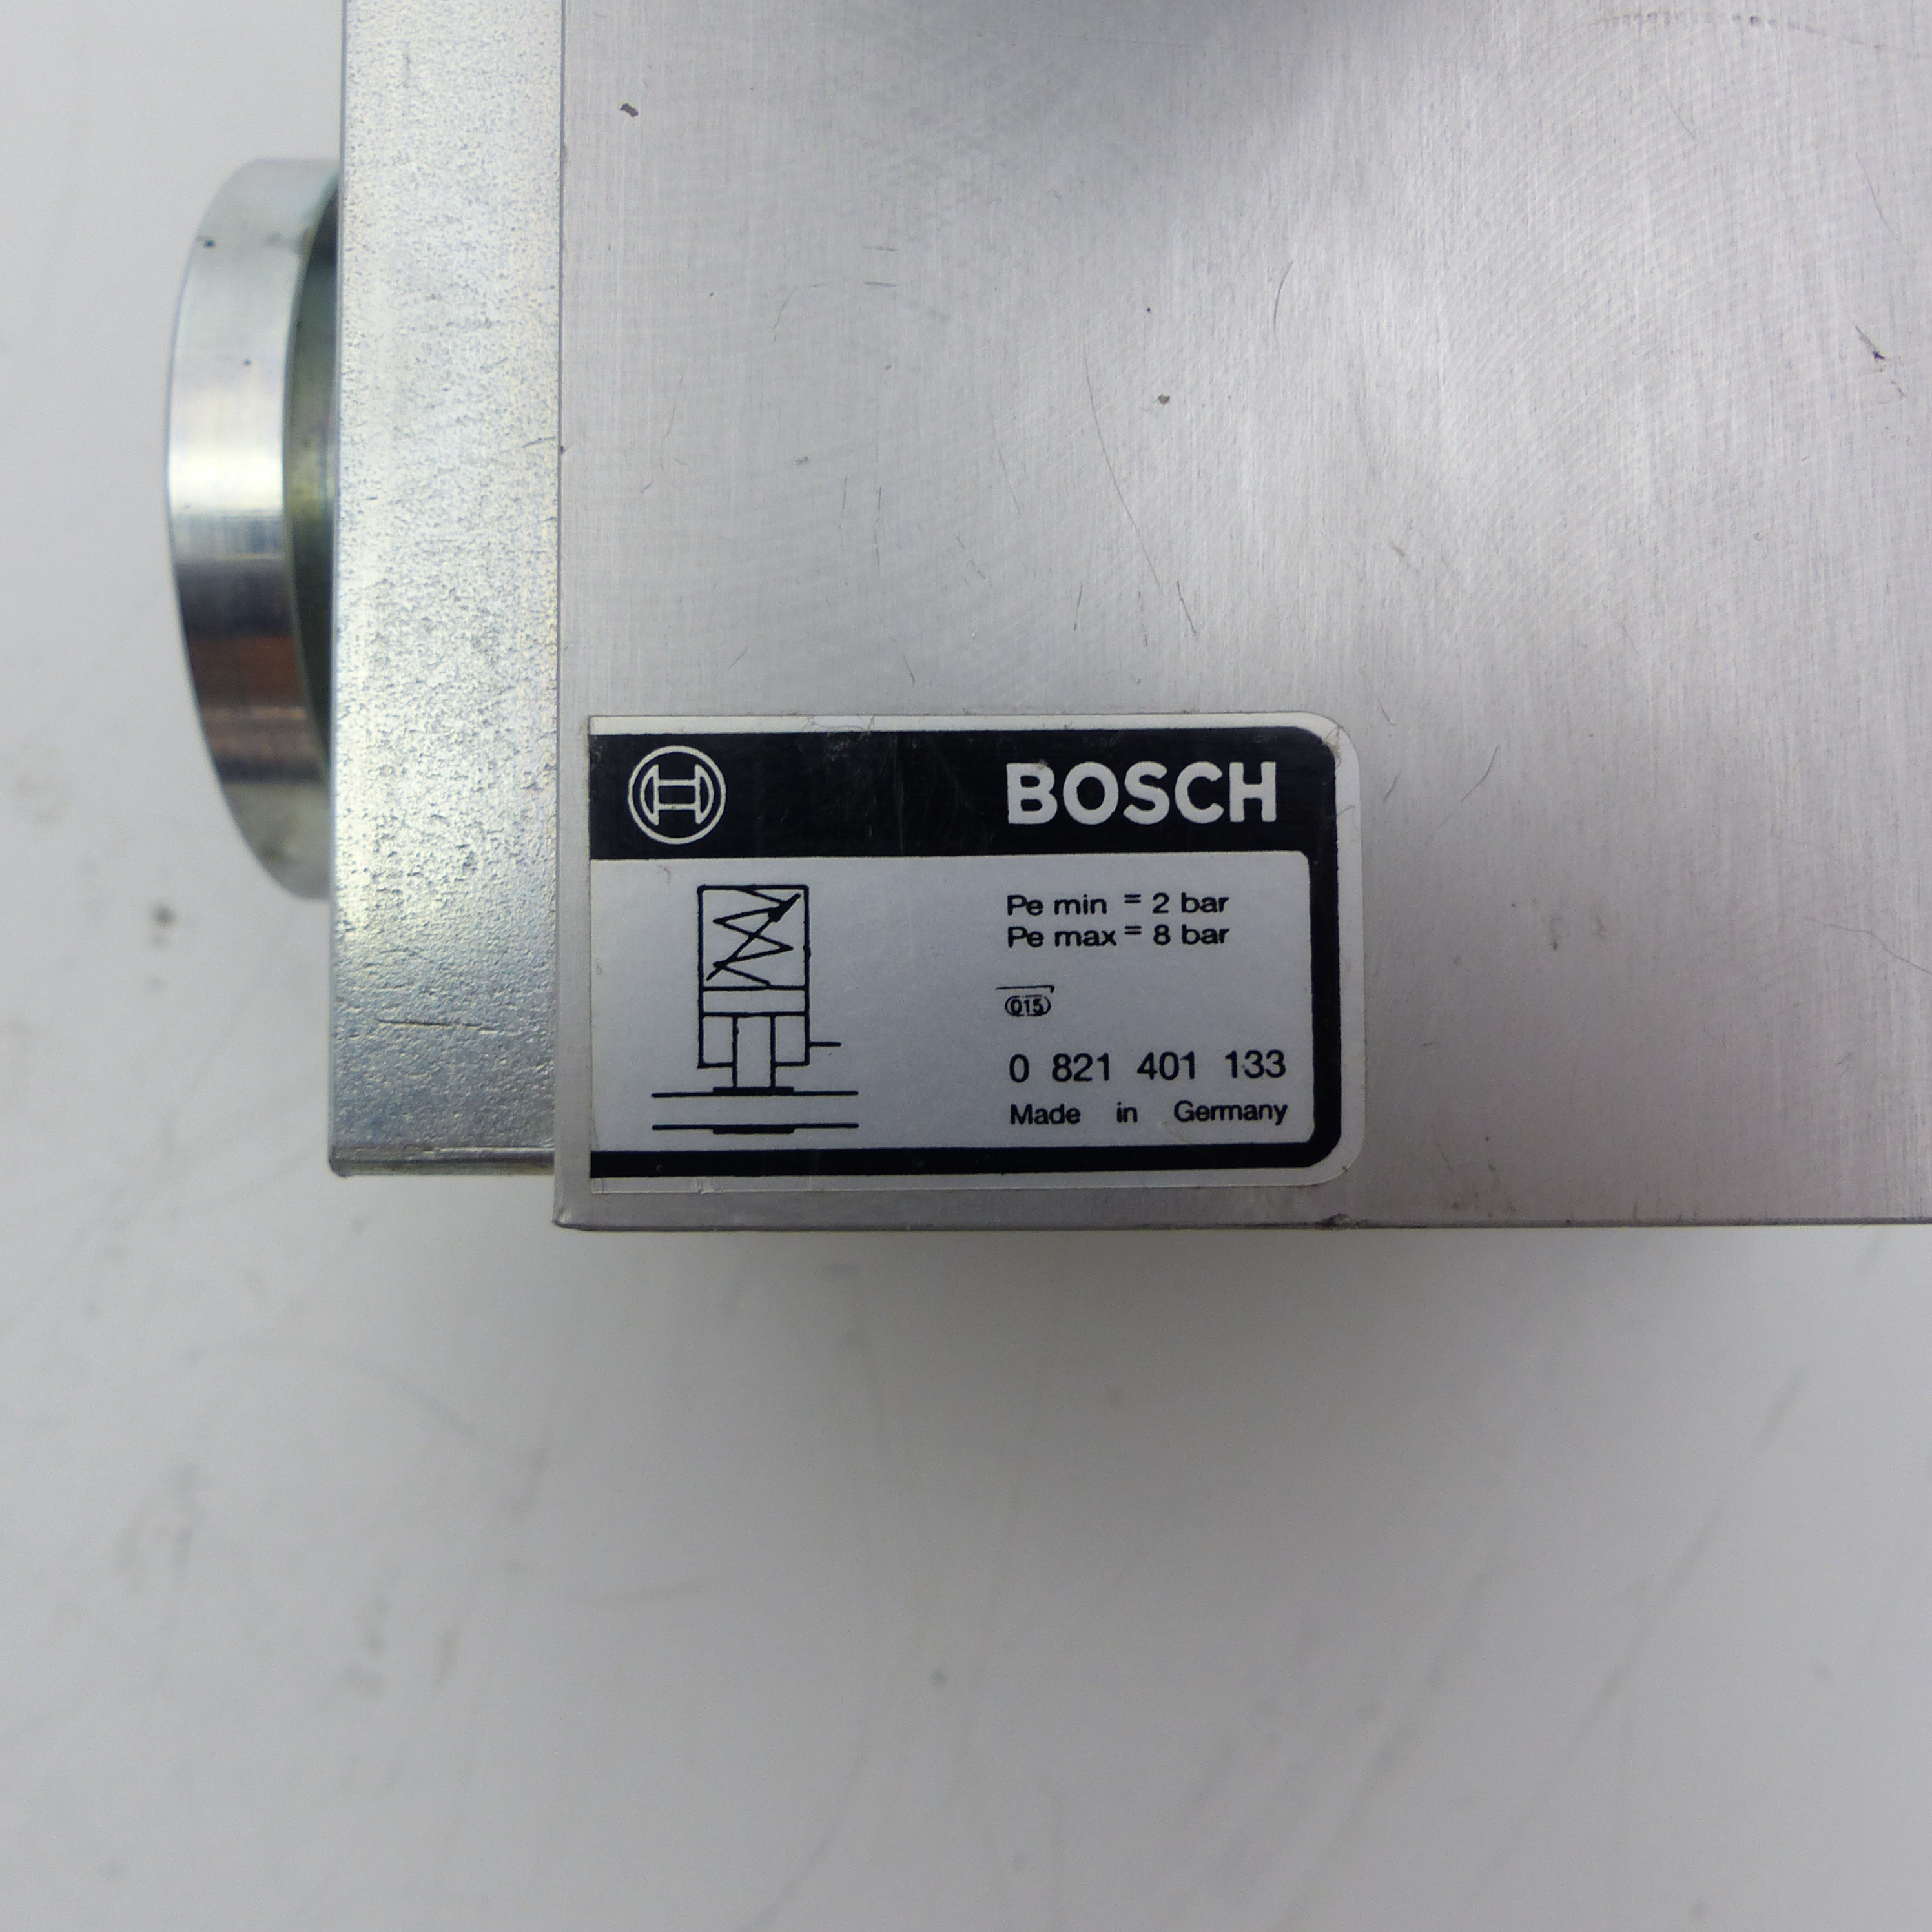 BOSCH
Pe min = 2 bar
Pe max = 8 bar
015
0 821 401 133
Made in Germany